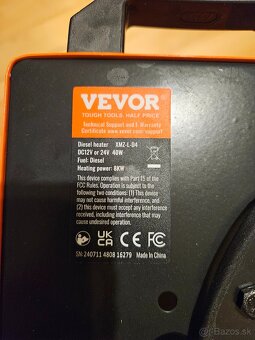 VEVOR
TOUGH TOOLS, HALF PRICE
Technical Support and E-Warranty
Certificate www.vevor.com/support
Diesel heater XMZ-L-D4
DC12V or 24V 40W
Fuel: Diesel
Heating power: 8KW
This device complies with Part 15 of the
FCC Rules. Operation is subject to
following two conditions: (1) This device
may not cause harmful interference, and
(2) this device must accept any
interference received, including
interference that may cause undesired
operation.
UK CA CE FC
SN:240711 4808 16279 Made In China
bazos.sk